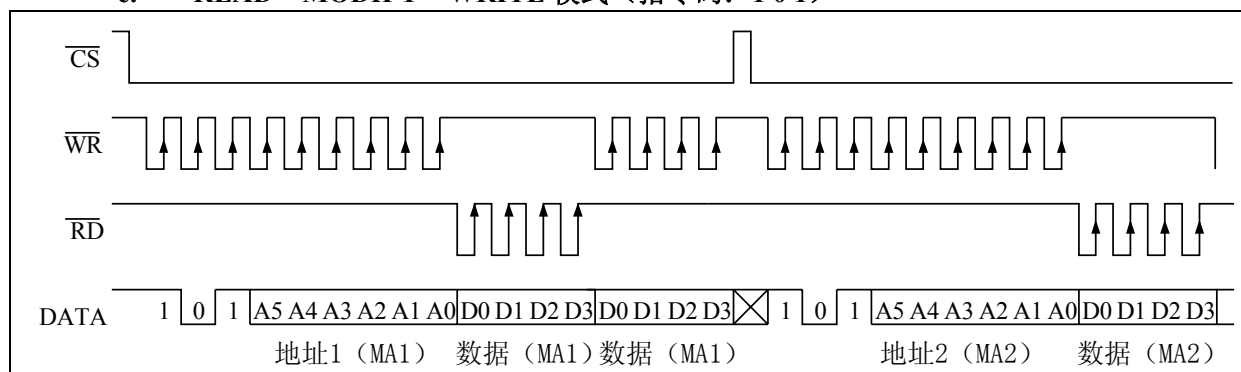 READ－MODIFY－WRITE 模式（指令码：1 0 1）
CS
WR
RD
DATA 1 0 1 A5 A4 A3 A2 A1 A0 D0 D1 D2 D3 D0 D1 D2 D3 1 0 1 A5 A4 A3 A2 A1 A0 D0 D1 D2 D3
地址1（MA1） 数据（MA1） 数据（MA1） 地址2（MA2） 数据（MA2）